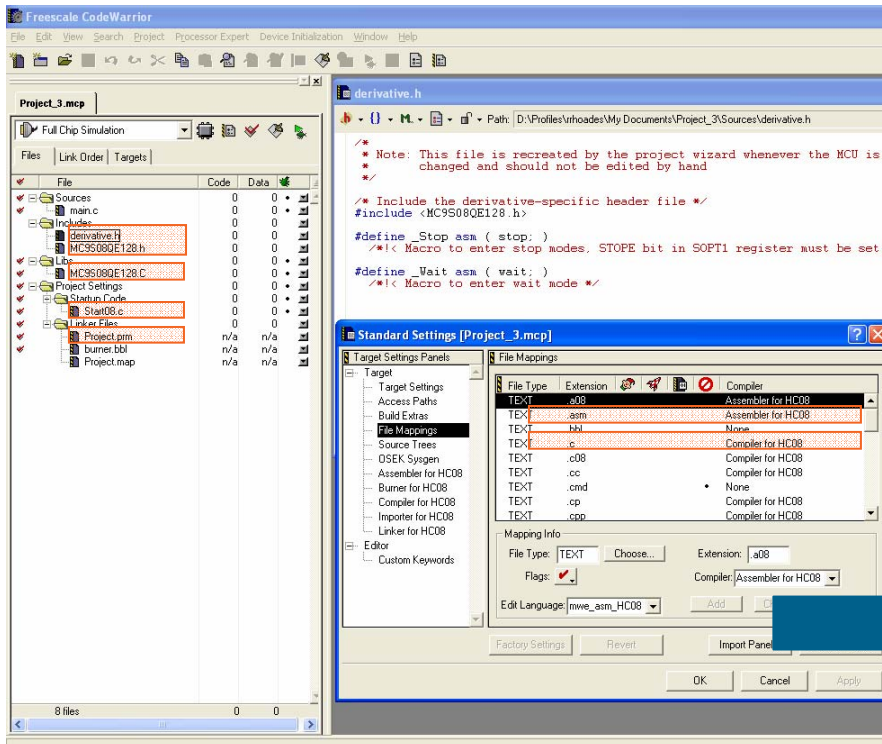 Freescale CodeWarrior
File Edit View Search Project Processor Expert Device Initialization Window Help
Project_3.mcp
Full Chip Simulation
Files Link Order Targets
File Code Data
Sources 0 0
main.c 0 0
Includes 0 0
derivative.h 0 0
MC9S08QE128.h 0 0
Libs 0 0
MC9S08QE128.C 0 0
Project Settings 0 0
Startup Code 0 0
Start08.c 0 0
Linker Files 0 0
Project.prm n/a n/a
burner.bbl n/a n/a
Project.map n/a n/a
8 files 0 0
derivative.h
Path: D:\Profiles\rrhoades\My Documents\Project_3\Sources\derivative.h
/*
* Note: This file is recreated by the project wizard whenever the MCU is
* changed and should not be edited by hand
*/
/* Include the derivative-specific header file */
#include <MC9S08QE128.h>
#define _Stop asm ( stop; )
/*!< Macro to enter stop modes, STOPE bit in SOPT1 register must be set
#define _Wait asm ( wait; )
/*!< Macro to enter wait mode */
Standard Settings [Project_3.mcp]
Target Settings Panels
Target
Target Settings
Access Paths
Build Extras
File Mappings
Source Trees
OSEK Sysgen
Assembler for HC08
Burner for HC08
Compiler for HC08
Importer for HC08
Linker for HC08
Editor
Custom Keywords
File Mappings
File Type Extension Compiler
TEXT .a08 Assembler for HC08
TEXT .asm Assembler for HC08
TEXT .bbl None
TEXT .c Compiler for HC08
TEXT .c08 Compiler for HC08
TEXT .cc Compiler for HC08
TEXT .cmd None
TEXT .cp Compiler for HC08
TEXT .cpp Compiler for HC08
Mapping Info
File Type: TEXT Choose... Extension: .a08
Flags: Compiler: Assembler for HC08
Edit Language: mwe_asm_HC08 Add
Factory Settings Revert Import Panel
OK Cancel Apply